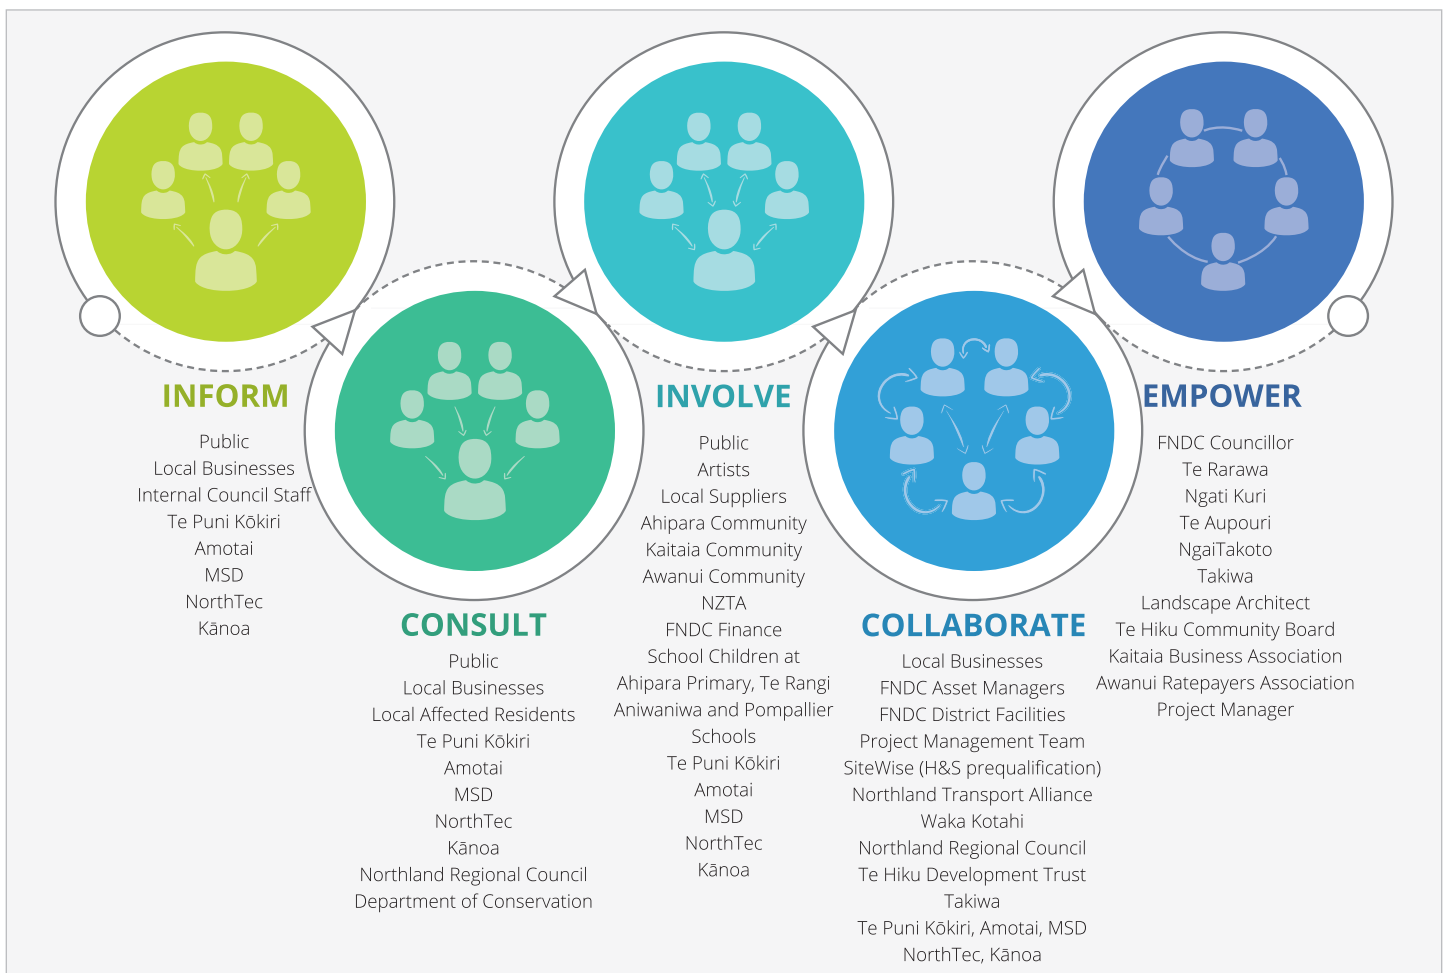 INFORM
Public
Local Businesses
Internal Council Staff
Te Puni Kōkiri
Amotai
MSD
NorthTec
Kānoa
CONSULT
Public
Local Businesses
Local Affected Residents
Te Puni Kōkiri
Amotai
MSD
NorthTec
Kānoa
Northland Regional Council
Department of Conservation
INVOLVE
Public
Artists
Local Suppliers
Ahipara Community
Kaitaia Community
Awanui Community
NZTA
FNDC Finance
School Children at
Ahipara Primary, Te Rangi
Aniwaniwa and Pompallier
Schools
Te Puni Kōkiri
Amotai
MSD
NorthTec
Kānoa
COLLABORATE
Local Businesses
FNDC Asset Managers
FNDC District Facilities
Project Management Team
SiteWise (H&S prequalification)
Northland Transport Alliance
Waka Kotahi
Northland Regional Council
Te Hiku Development Trust
Takiwa
Te Puni Kōkiri, Amotai, MSD
NorthTec, Kānoa
EMPOWER
FNDC Councillor
Te Rarawa
Ngati Kuri
Te Aupouri
NgaiTakoto
Takiwa
Landscape Architect
Te Hiku Community Board
Kaitaia Business Association
Awanui Ratepayers Association
Project Manager